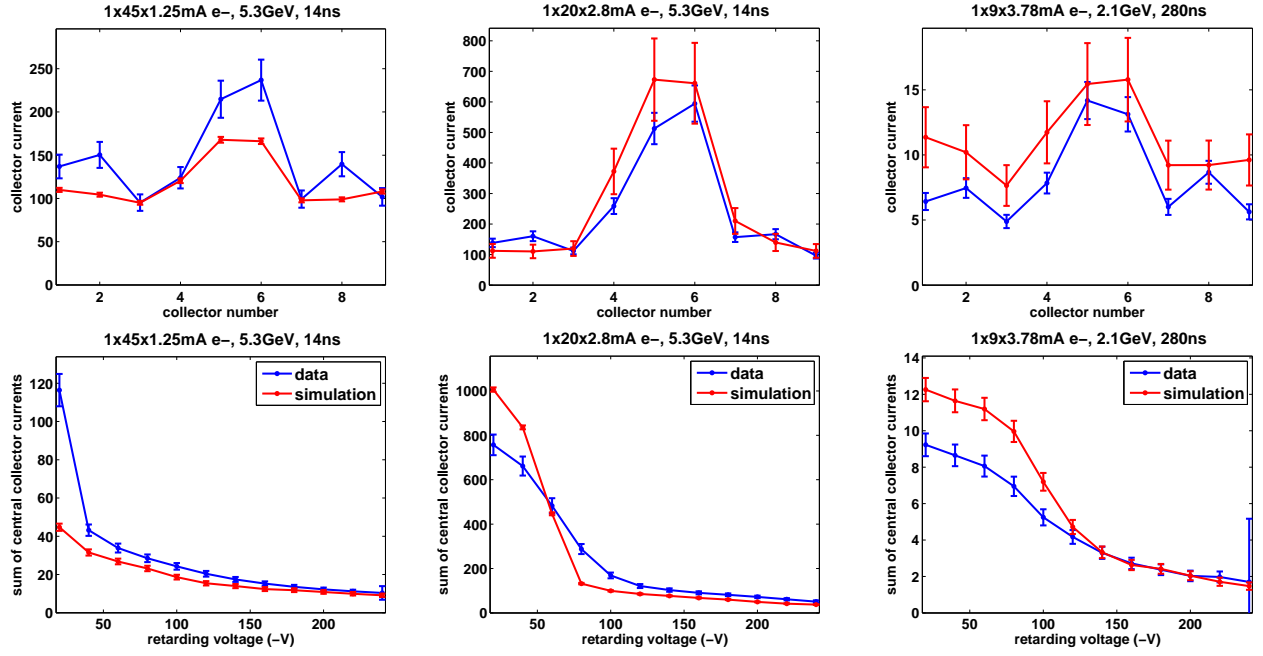 1x45x1.25mA e−, 5.3GeV, 14ns
250
200
150
100
50
0
collector current
2 4 6 8
collector number
1x20x2.8mA e−, 5.3GeV, 14ns
800
700
600
500
400
300
200
100
0
collector current
2 4 6 8
collector number
1x9x3.78mA e−, 2.1GeV, 280ns
15
10
5
0
collector current
2 4 6 8
collector number
1x45x1.25mA e−, 5.3GeV, 14ns
120
100
80
60
40
20
0
sum of central collector currents
data
simulation
50 100 150 200
retarding voltage (−V)
1x20x2.8mA e−, 5.3GeV, 14ns
1000
800
600
400
200
0
sum of central collector currents
data
simulation
50 100 150 200
retarding voltage (−V)
1x9x3.78mA e−, 2.1GeV, 280ns
14
12
10
8
6
4
2
0
sum of central collector currents
data
simulation
50 100 150 200
retarding voltage (−V)